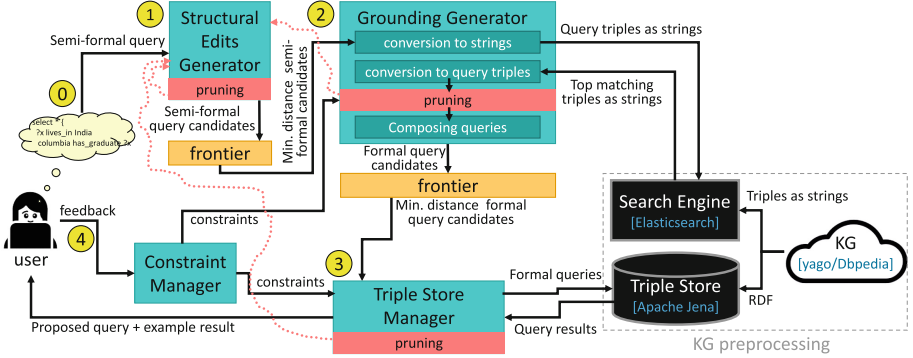 1
Structural
Edits
Generator
pruning
Semi-formal query
0
select * {
?x lives_in India
columbia has_graduate ?x
Semi-formal
query candidates
frontier
Min. distance semi-
formal candidates
2
Grounding Generator
conversion to strings
conversion to query triples
pruning
Composing queries
Query triples as strings
Top matching
triples as strings
Formal query
candidates
frontier
Min. distance formal
query candidates
user
feedback
4
constraints
Constraint
Manager
constraints
3
Triple Store
Manager
pruning
Proposed query + example result
Formal queries
Query results
Search Engine
[Elasticsearch]
Triple Store
[Apache Jena]
Triples as strings
RDF
KG
[yago/Dbpedia]
KG preprocessing